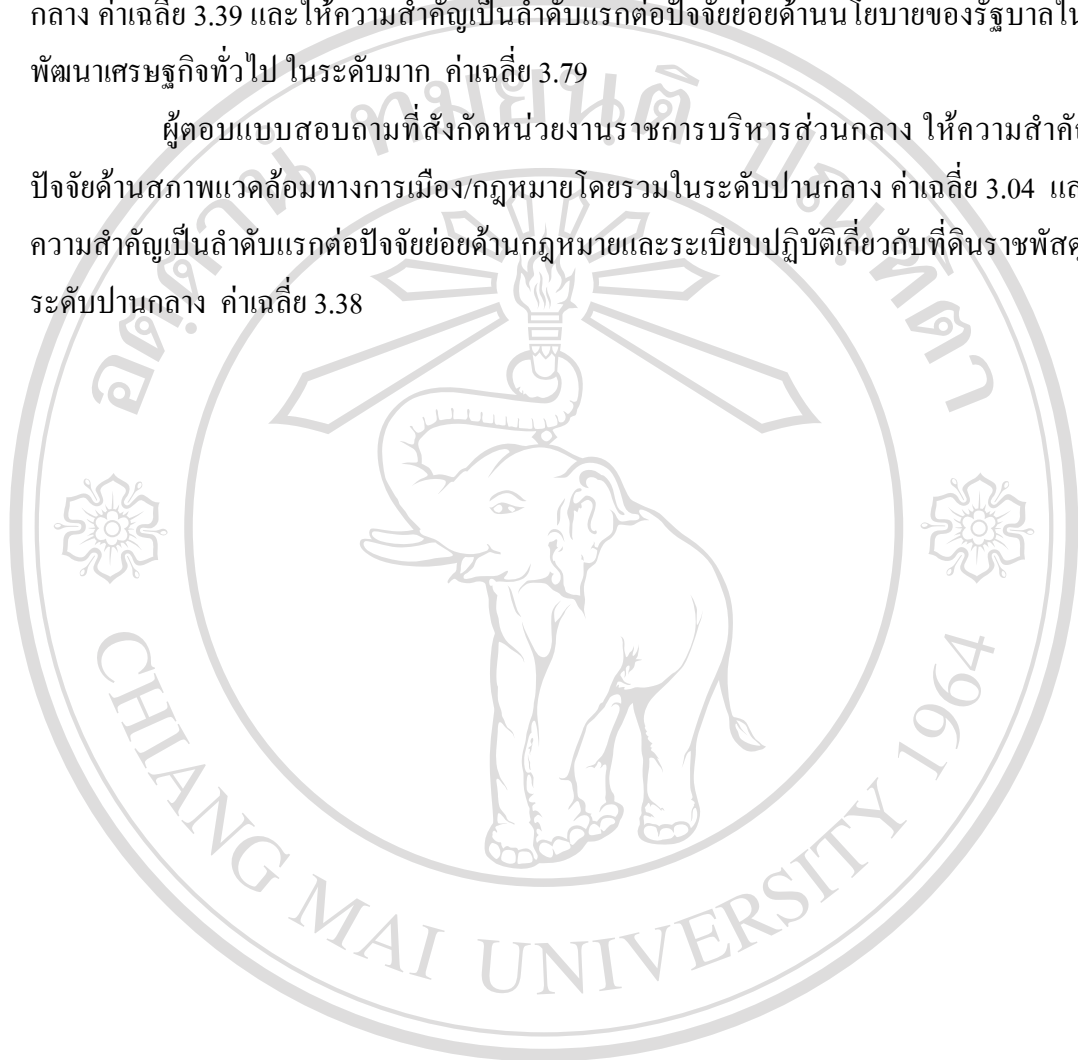 กลาง ค่าเฉลี่ย 3.39 และให้ความสำคัญเป็นลำดับแรกต่อปัจจัยย่อยด้านนโยบายของรัฐบาลใน
พัฒนาเศรษฐกิจทั่วไป ในระดับมาก ค่าเฉลี่ย 3.79
ผู้ตอบแบบสอบถามที่สังกัดหน่วยงานราชการบริหารส่วนกลาง ให้ความสำคัญ
ปัจจัยด้านสภาพแวดล้อมทางการเมือง/กฎหมายโดยรวมในระดับปานกลาง ค่าเฉลี่ย 3.04 แล
ความสำคัญเป็นลำดับแรกต่อปัจจัยย่อยด้านกฎหมายและระเบียบปฏิบัติเกี่ยวกับที่ดินราชพัสดุ
ระดับปานกลาง ค่าเฉลี่ย 3.38
อตฺตานํ ทมยนฺติ ปณฺฑิตา
CHIANG MAI UNIVERSITY 1964